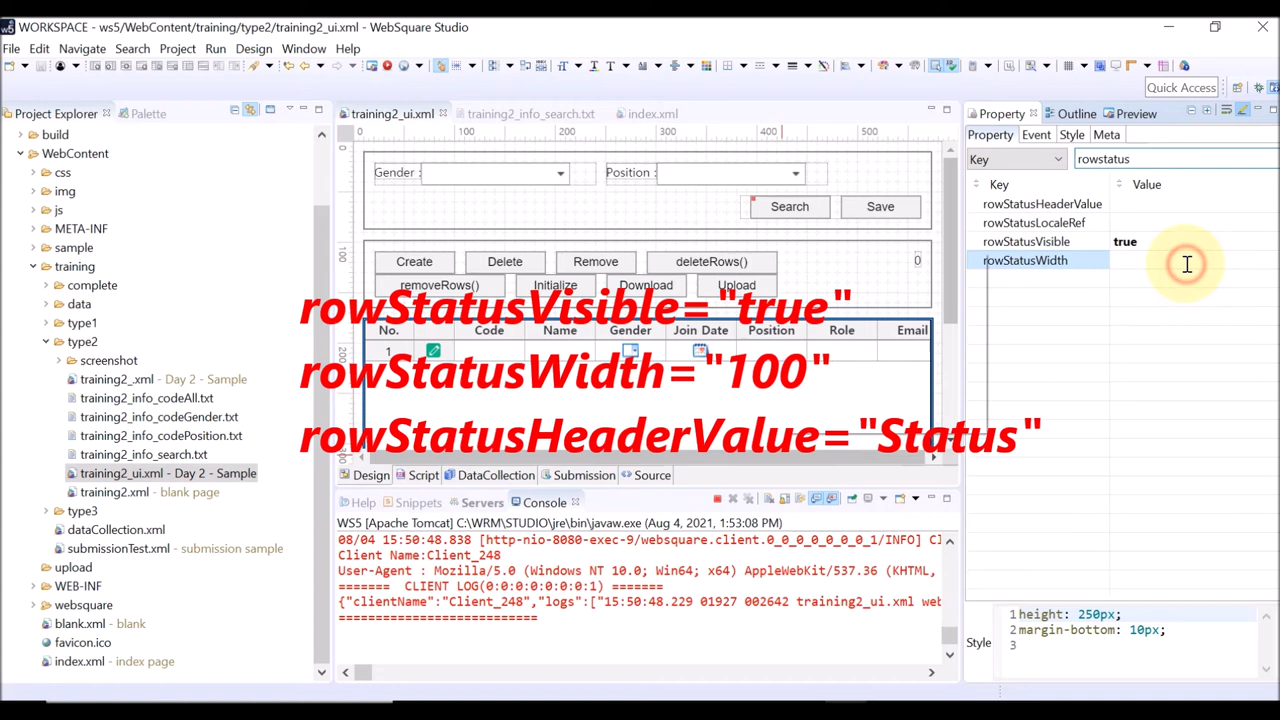 WORKSPACE - ws5/WebContent/training/type2/training2_ui.xml - WebSquare Studio
File Edit Navigate Search Project Run Design Window Help
Quick Access
Project Explorer Palette
build
WebContent
css
img
js
META-INF
sample
training
complete
data
type1
type2
screenshot
training2_.xml - Day 2 - Sample
training2_info_codeAll.txt
training2_info_codeGender.txt
training2_info_codePosition.txt
training2_info_search.txt
training2_ui.xml - Day 2 - Sample
training2.xml - blank page
type3
dataCollection.xml
submissionTest.xml - submission sample
upload
WEB-INF
websquare
blank.xml - blank
favicon.ico
index.xml - index page
training2_ui.xml training2_info_search.txt index.xml
0 100 200 300 400 500
0
100
200
Gender : Position :
Search Save
Create Delete Remove deleteRows() 0
removeRows() Initialize Download Upload
No. Code Name Gender Join Date Position Role Email
1
rowStatusVisible="true"
rowStatusWidth="100"
rowStatusHeaderValue="Status"
Design Script DataCollection Submission Source
Help Snippets Servers Console
WS5 [Apache Tomcat] C:\WRM\STUDIO\jre\bin\javaw.exe (Aug 4, 2021, 1:53:08 PM)
08/04 15:50:48.838 [http-nio-8080-exec-9/websquare.client.0_0_0_0_0_0_0_1/INFO] Cl
Client Name:Client_248
User-Agent : Mozilla/5.0 (Windows NT 10.0; Win64; x64) AppleWebKit/537.36 (KHTML,
======= CLIENT LOG(0:0:0:0:0:0:0:1) =======
{"clientName":"Client_248","logs":["15:50:48.229 01927 002642 training2_ui.xml web
===========================
Property Outline Preview
Property Event Style Meta
Key rowstatus
Key Value
rowStatusHeaderValue
rowStatusLocaleRef
rowStatusVisible true
rowStatusWidth
Style
1 height: 250px;
2 margin-bottom: 10px;
3